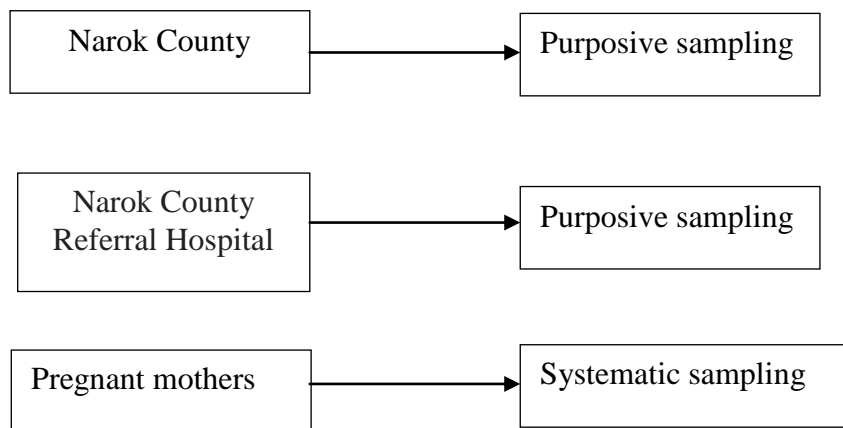 Narok County
Purposive sampling
Narok County
Referral Hospital
Purposive sampling
Pregnant mothers
Systematic sampling